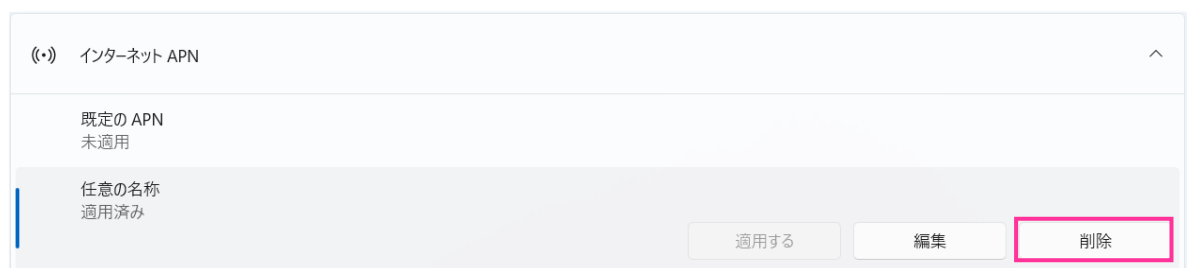 インターネット APN
既定の APN
未適用
任意の名称
適用済み
適用する 編集 削除